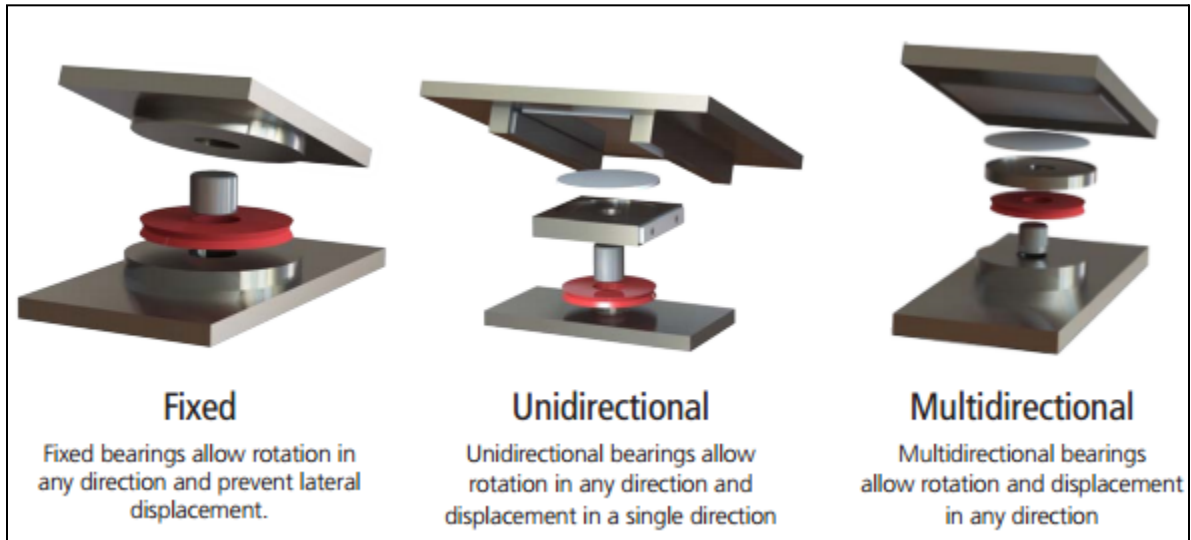 Fixed
Fixed bearings allow rotation in
any direction and prevent lateral
displacement.
Unidirectional
Unidirectional bearings allow
rotation in any direction and
displacement in a single direction
Multidirectional
Multidirectional bearings
allow rotation and displacement
in any direction